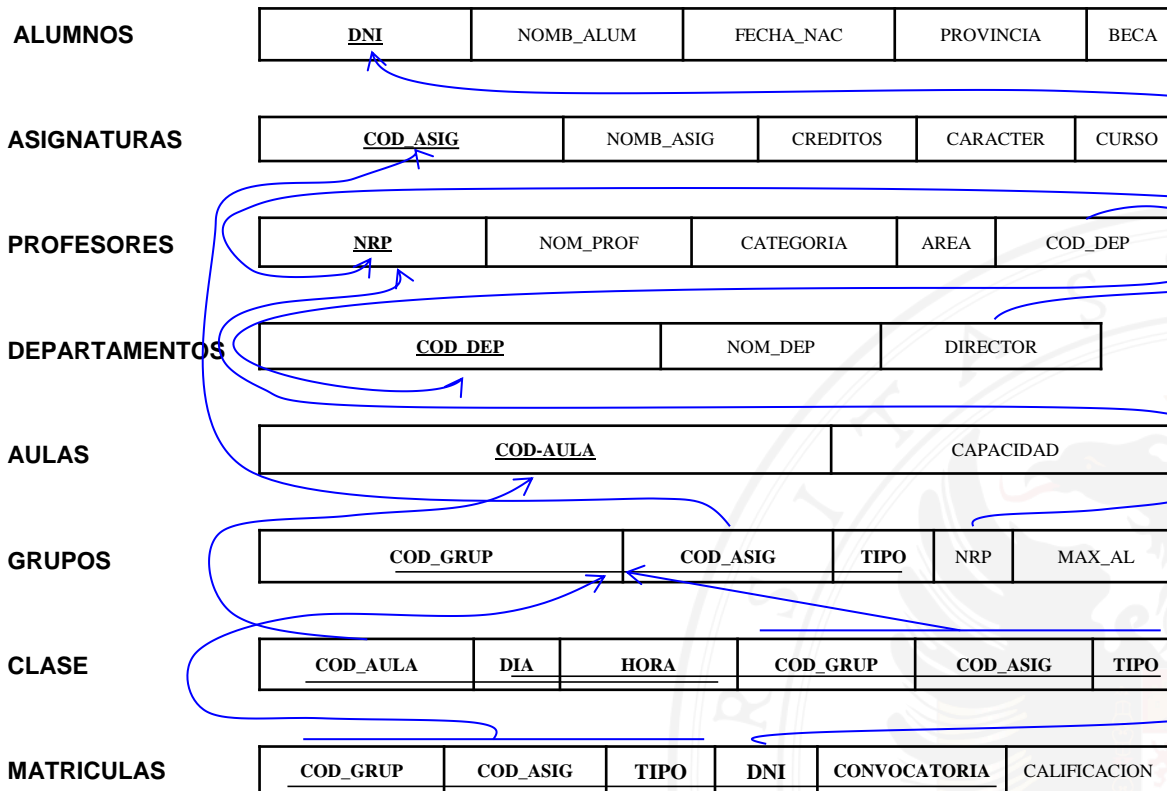 ALUMNOS DNI NOMB_ALUM FECHA_NAC PROVINCIA BECA
ASIGNATURAS COD_ASIG NOMB_ASIG CREDITOS CARACTER CURSO
PROFESORES NRP NOM_PROF CATEGORIA AREA COD_DEP
DEPARTAMENTOS COD_DEP NOM_DEP DIRECTOR
AULAS COD-AULA CAPACIDAD
GRUPOS COD_GRUP COD_ASIG TIPO NRP MAX_AL
CLASE COD_AULA DIA HORA COD_GRUP COD_ASIG TIPO
MATRICULAS COD_GRUP COD_ASIG TIPO DNI CONVOCATORIA CALIFICACION